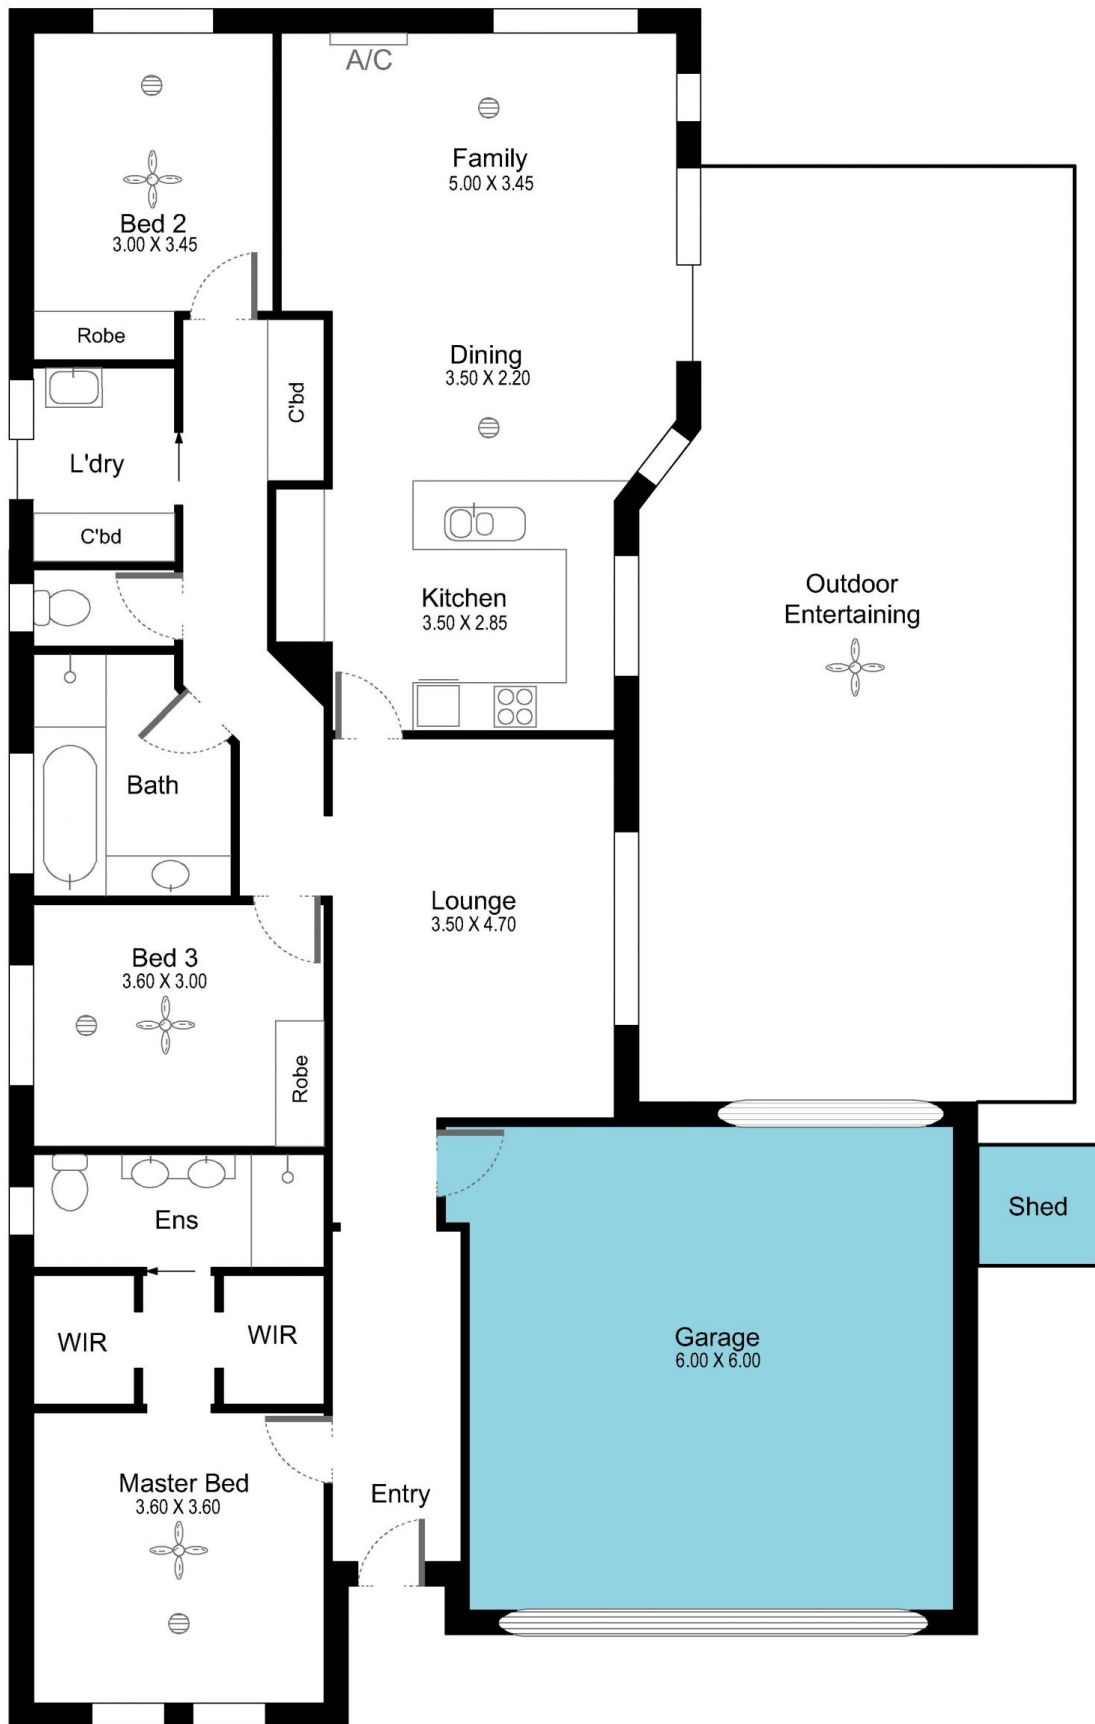 A/C
Family
5.00 X 3.45
Bed 2
3.00 X 3.45
Robe
Dining
3.50 X 2.20
C'bd
L'dry
C'bd
Kitchen
3.50 X 2.85
Outdoor
Entertaining
Bath
Lounge
3.50 X 4.70
Bed 3
3.60 X 3.00
Robe
Ens
Shed
WIR
WIR
Garage
6.00 X 6.00
Master Bed
3.60 X 3.60
Entry